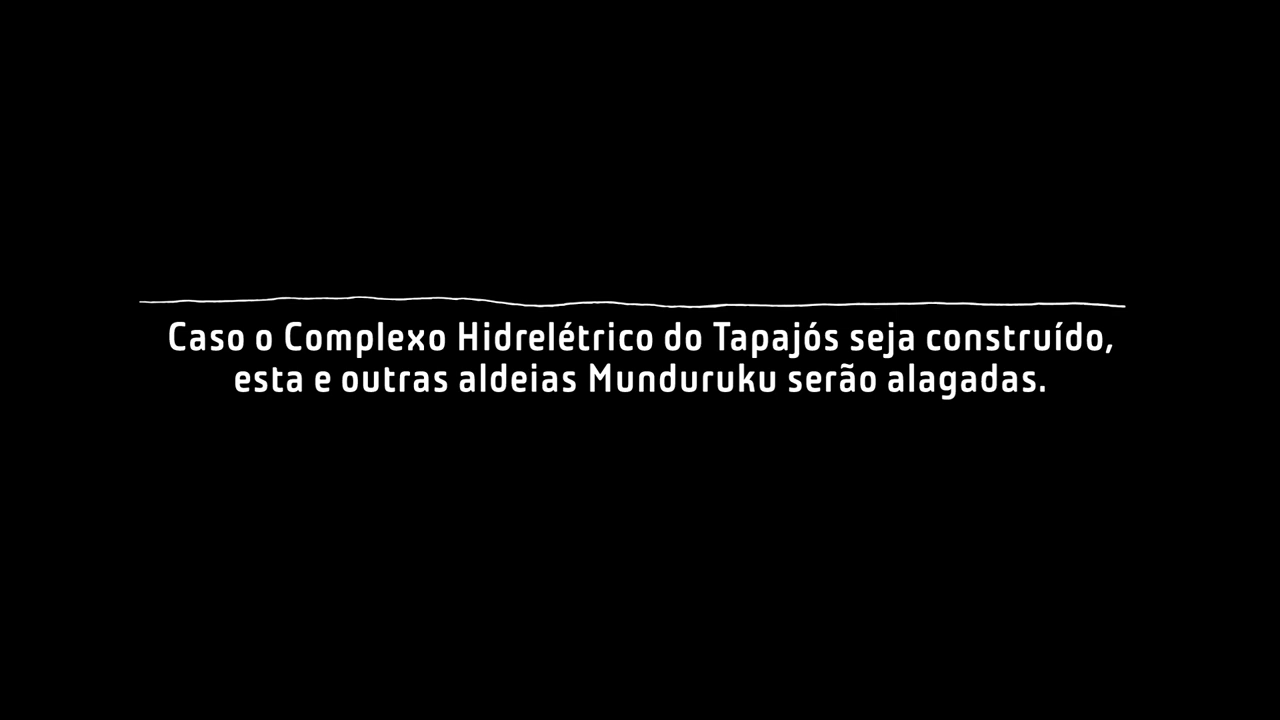 Caso o Complexo Hidrelétrico do Tapajós seja construído,
esta e outras aldeias Munduruku serão alagadas.